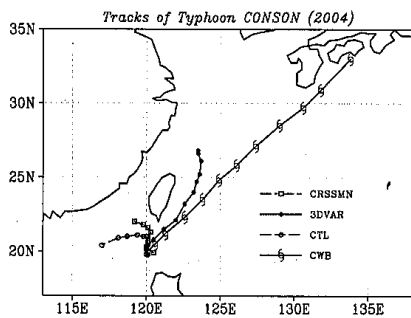 Tracks of Typhoon CONSON (2004)
35N
30N
25N
20N
CRSSMN
3DVAR
CTL
CWB
115E
120E
125E
130E
135E